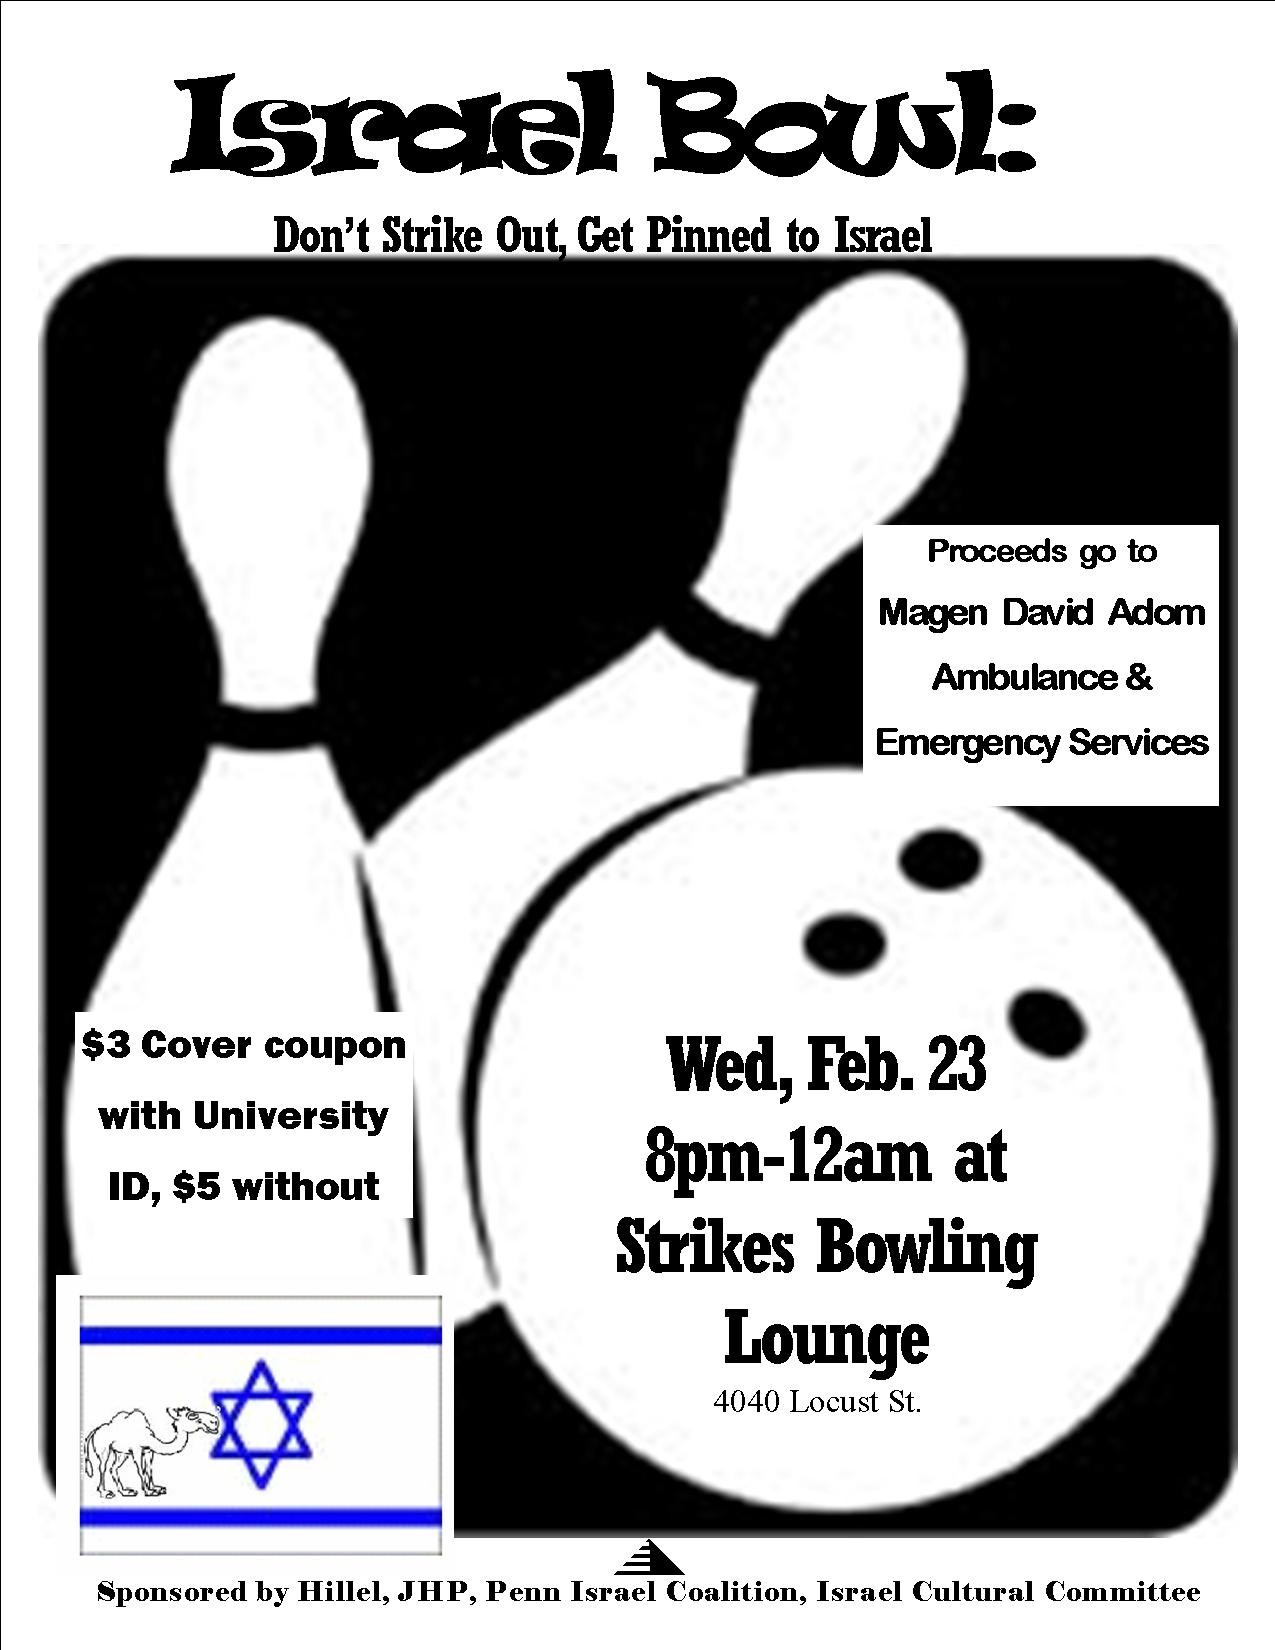 Israel Bowl:
Don't Strike Out, Get Pinned to Israel
Proceeds go to
Magen David Adom
Ambulance &
Emergency Services
$3 Cover coupon
with University
ID, $5 without
Wed, Feb. 23
8pm-12am at
Strikes Bowling
Lounge
4040 Locust St.
Sponsored by Hillel, JHP, Penn Israel Coalition, Israel Cultural Committee